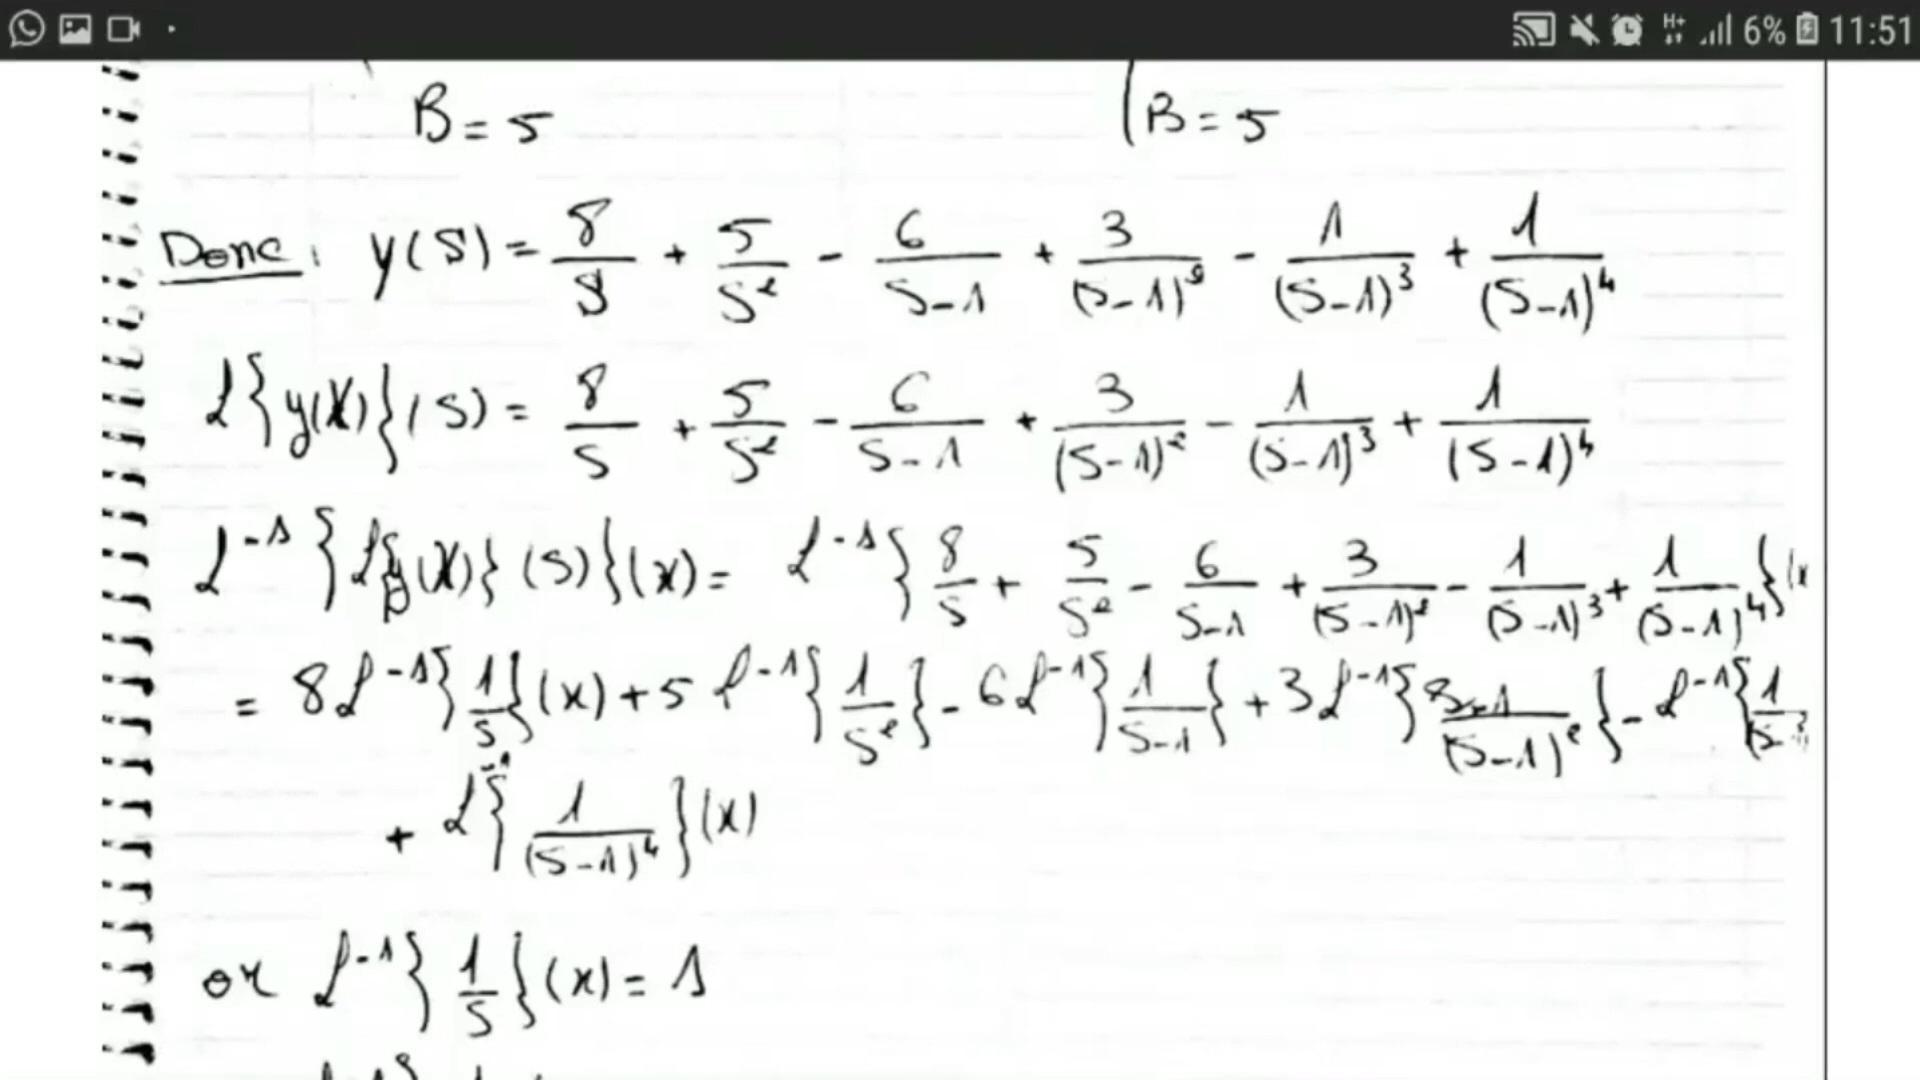 H+ 6% 11:51
B = 5
B = 5
Donc: y(S) = 8/S + 5/S² - 6/(S-1) + 3/(S-1)² - 1/(S-1)³ + 1/(S-1)⁴
ℒ{y(x)}(S) = 8/S + 5/S² - 6/(S-1) + 3/(S-1)² - 1/(S-1)³ + 1/(S-1)⁴
ℒ⁻¹{ℒ{y(x)}(S)}(x) = ℒ⁻¹{8/S + 5/S² - 6/(S-1) + 3/(S-1)² - 1/(S-1)³ + 1/(S-1)⁴}(x
= 8ℒ⁻¹{1/S}(x) + 5ℒ⁻¹{1/S²} - 6ℒ⁻¹{1/(S-1)} + 3ℒ⁻¹{1/(S-1)²} - ℒ⁻¹{1/(S-
+ ℒ⁻¹{1/(S-1)⁴}(x)
or ℒ⁻¹{1/S}(x) = 1